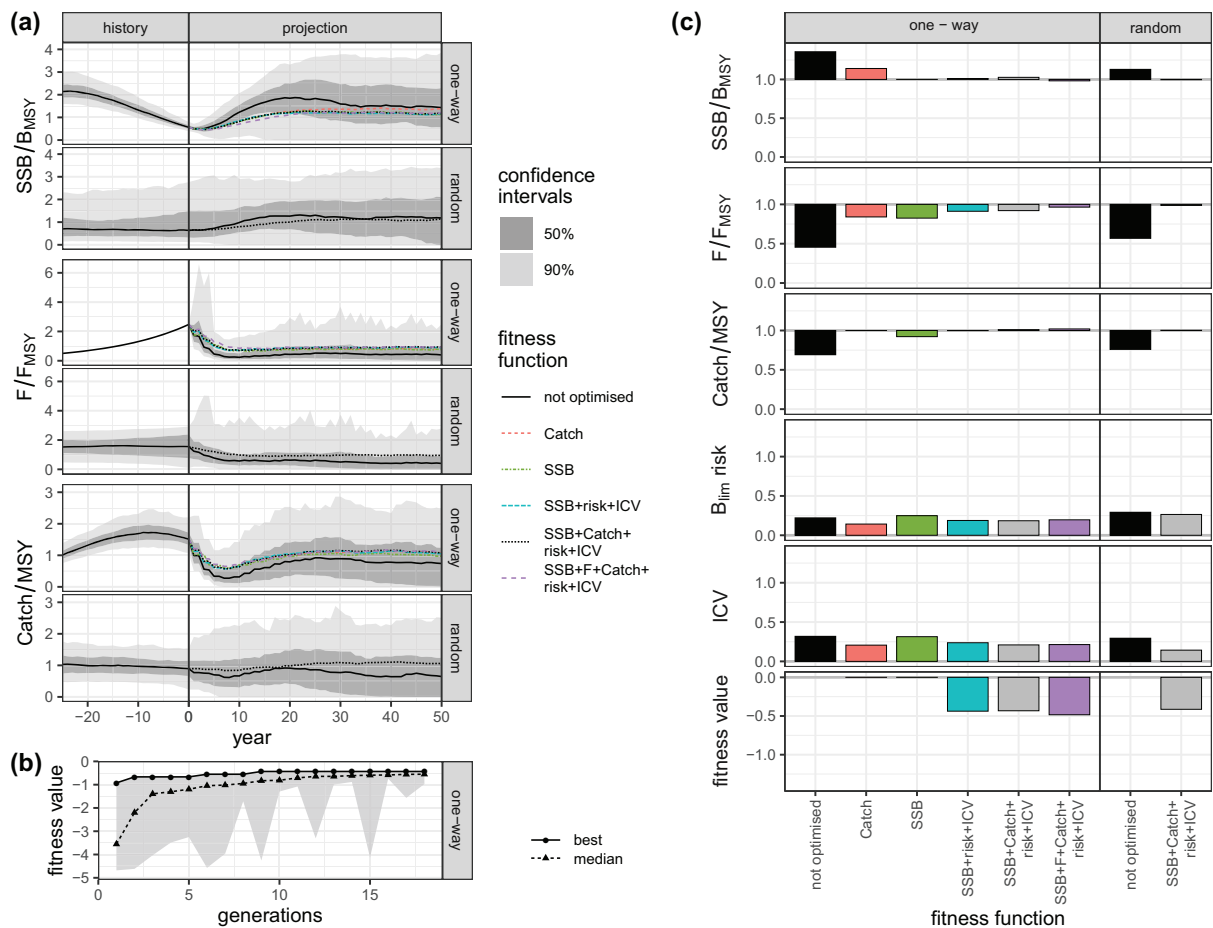 (a)
history
projection
SSB/BMSY
4
3
2
1
0
one-way
4
3
2
1
0
random
F/FMSY
6
4
2
0
one-way
6
4
2
0
random
Catch/MSY
3
2
1
0
one-way
3
2
1
0
random
−20
−10
0
0
10
20
30
40
50
year
confidence
intervals
50%
90%
fitness
function
not optimised
Catch
SSB
SSB+risk+ICV
SSB+Catch+
risk+ICV
SSB+F+Catch+
risk+ICV
(b)
fitness value
0
−1
−2
−3
−4
−5
one-way
0
5
10
15
generations
best
median
(c)
one − way
random
SSB/BMSY
1.0
0.5
0.0
F/FMSY
1.0
0.5
0.0
Catch/MSY
1.0
0.5
0.0
Blim risk
1.0
0.5
0.0
ICV
1.0
0.5
0.0
fitness value
0.0
−0.5
−1.0
not optimised
Catch
SSB
SSB+risk+ICV
SSB+Catch+
risk+ICV
SSB+F+Catch+
risk+ICV
not optimised
SSB+Catch+
risk+ICV
fitness function